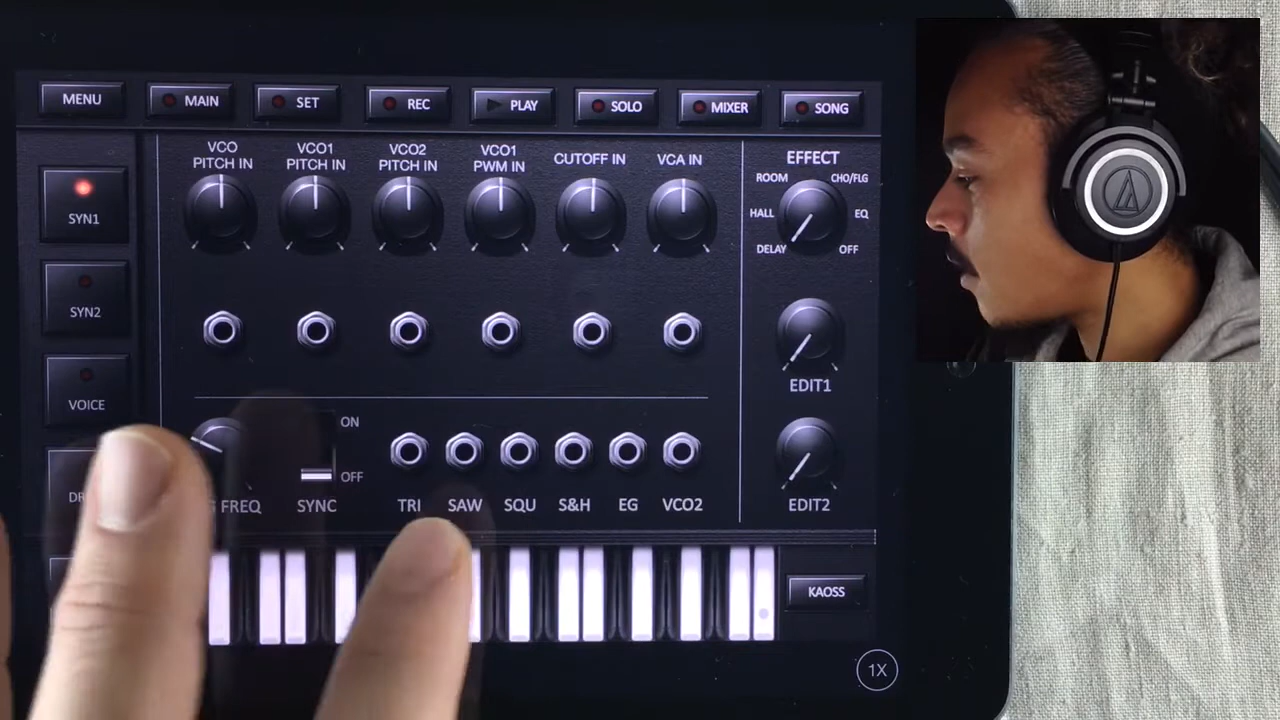 MENU
MAIN
SET
REC
PLAY
SOLO
MIXER
SONG
VCO
PITCH IN
VCO1
PITCH IN
VCO2
PITCH IN
VCO1
PWM IN
CUTOFF IN
VCA IN
EFFECT
ROOM
CHO/FLG
HALL
EQ
DELAY
OFF
SYN1
SYN2
VOICE
EDIT1
ON
OFF
FREQ
SYNC
TRI
SAW
SQU
S&H
EG
VCO2
EDIT2
KAOSS
1X